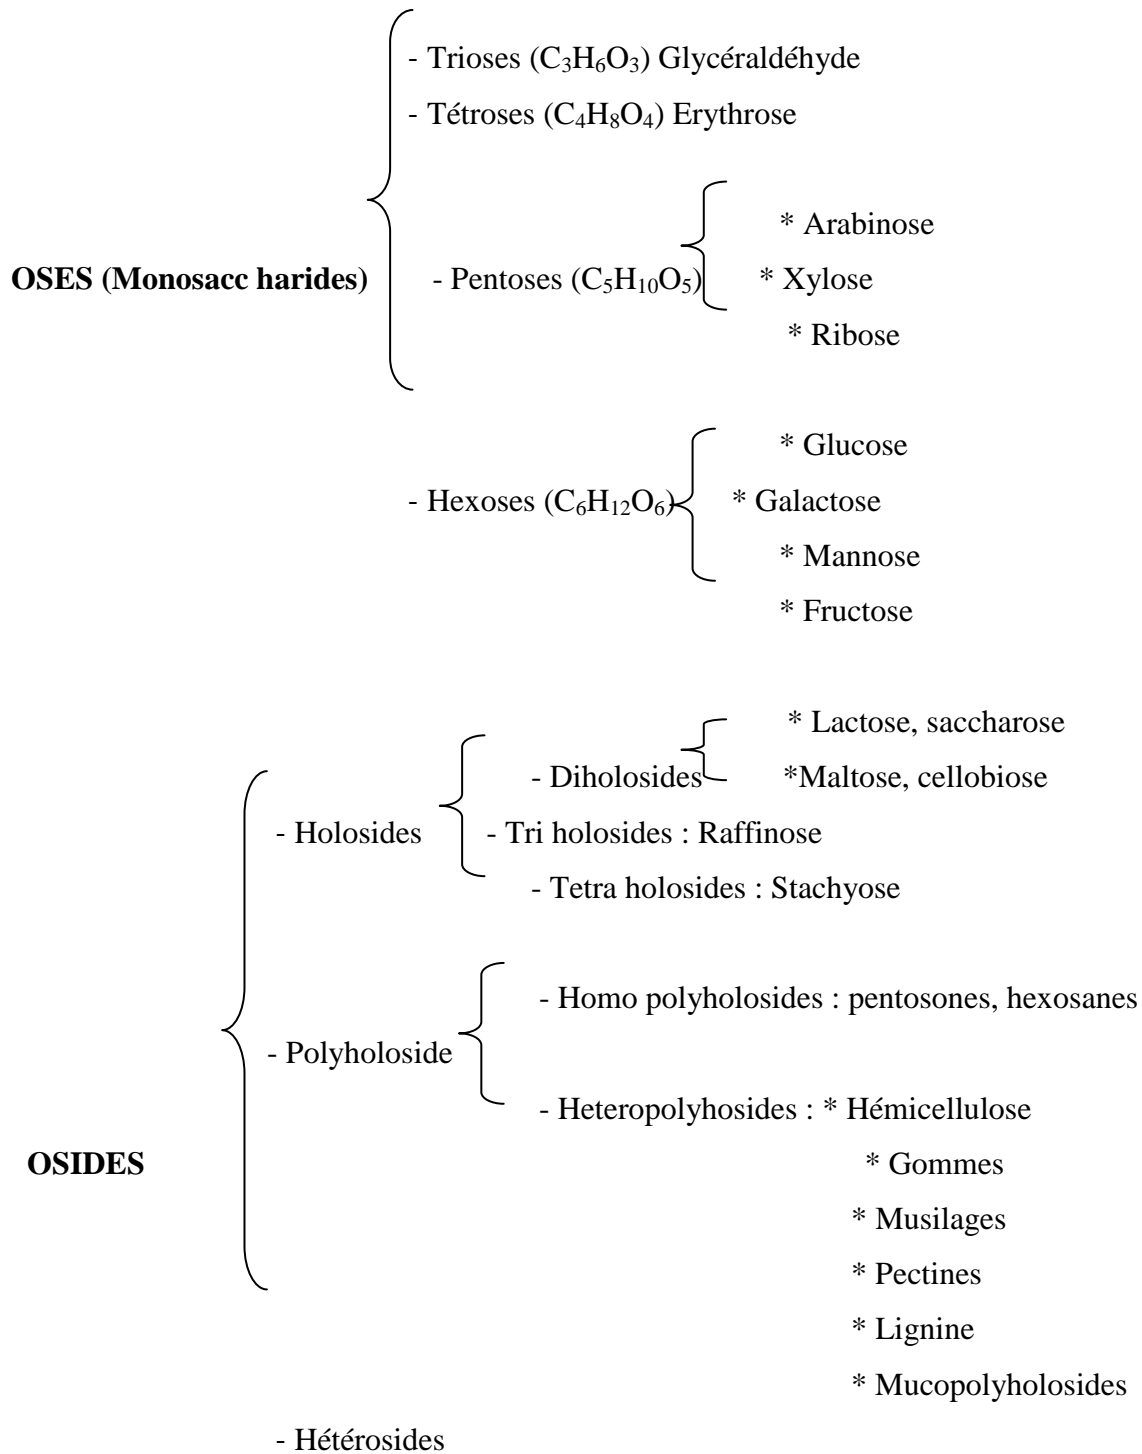 - Trioses (C₃H₆O₃) Glycéraldéhyde
- Tétroses (C₄H₈O₄) Erythrose
* Arabinose
OSES (Monosacc harides) - Pentoses (C₅H₁₀O₅) * Xylose
* Ribose
* Glucose
- Hexoses (C₆H₁₂O₆) * Galactose
* Mannose
* Fructose
* Lactose, saccharose
- Diholosides *Maltose, cellobiose
- Holosides - Tri holosides : Raffinose
- Tetra holosides : Stachyose
- Homo polyholosides : pentosones, hexosanes
- Polyholoside
- Heteropolyhosides : * Hémicellulose
OSIDES * Gommes
* Musilages
* Pectines
* Lignine
* Mucopolyholosides
- Hétérosides